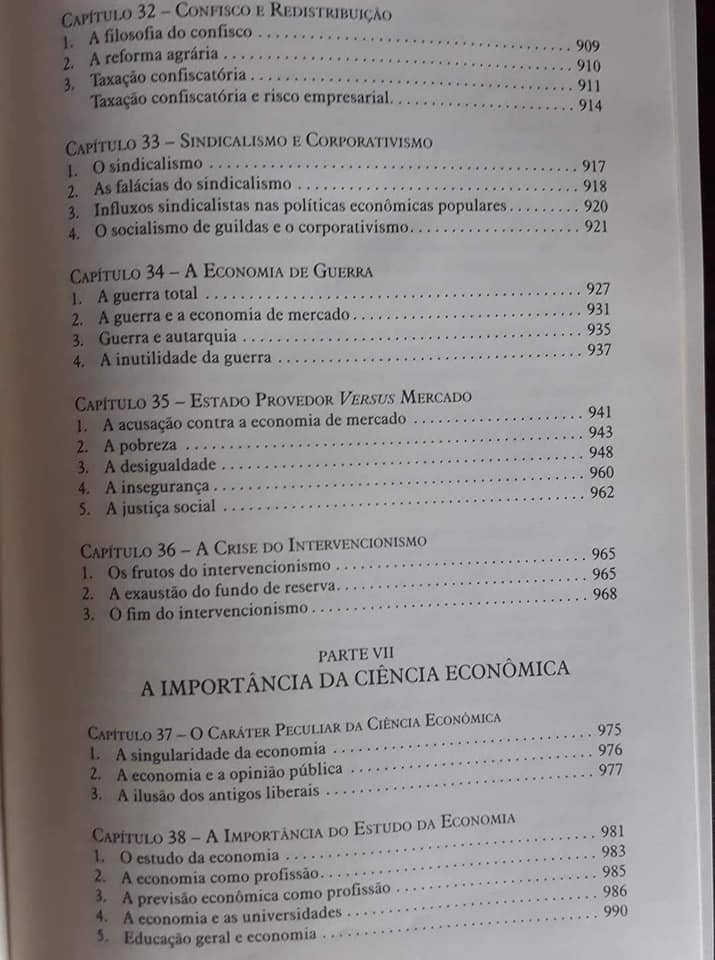 CAPÍTULO 32 – CONFISCO E REDISTRIBUIÇÃO
1. A filosofia do confisco . . . . . . . . . . . . . . . . . . . . . . . . . . . . . . . . . . 909
2. A reforma agrária . . . . . . . . . . . . . . . . . . . . . . . . . . . . . . . . . . 910
3. Taxação confiscatória . . . . . . . . . . . . . . . . . . . . . . . . . . . . . . . . . . 911
Taxação confiscatória e risco empresarial. . . . . . . . . . . . . . . . . . . 914
CAPÍTULO 33 – SINDICALISMO E CORPORATIVISMO
1. O sindicalismo . . . . . . . . . . . . . . . . . . . . . . . . . . . . . . . . . . 917
2. As falácias do sindicalismo . . . . . . . . . . . . . . . . . . . . . . . . . . . . 918
3. Influxos sindicalistas nas políticas econômicas populares. . . . . . . . . 920
4. O socialismo de guildas e o corporativismo. . . . . . . . . . . . . . . . . . 921
CAPÍTULO 34 – A ECONOMIA DE GUERRA
1. A guerra total . . . . . . . . . . . . . . . . . . . . . . . . . . . . . . . . . . 927
2. A guerra e a economia de mercado. . . . . . . . . . . . . . . . . . . . . . . . 931
3. Guerra e autarquia . . . . . . . . . . . . . . . . . . . . . . . . . . . . . . . . . . 935
4. A inutilidade da guerra . . . . . . . . . . . . . . . . . . . . . . . . . . . . . . 937
CAPÍTULO 35 – ESTADO PROVEDOR VERSUS MERCADO
1. A acusação contra a economia de mercado . . . . . . . . . . . . . . . . . . 941
2. A pobreza . . . . . . . . . . . . . . . . . . . . . . . . . . . . . . . . . . 943
3. A desigualdade . . . . . . . . . . . . . . . . . . . . . . . . . . . . . . . . . . 948
4. A insegurança . . . . . . . . . . . . . . . . . . . . . . . . . . . . . . . . . . 960
5. A justiça social . . . . . . . . . . . . . . . . . . . . . . . . . . . . . . . . . . 962
CAPÍTULO 36 – A CRISE DO INTERVENCIONISMO
1. Os frutos do intervencionismo . . . . . . . . . . . . . . . . . . . . . . . . . . 965
2. A exaustão do fundo de reserva. . . . . . . . . . . . . . . . . . . . . . . . . . 965
3. O fim do intervencionismo . . . . . . . . . . . . . . . . . . . . . . . . . . . . 968
PARTE VII
A IMPORTÂNCIA DA CIÊNCIA ECONÔMICA
CAPÍTULO 37 – O CARÁTER PECULIAR DA CIÊNCIA ECONÔMICA
1. A singularidade da economia . . . . . . . . . . . . . . . . . . . . . . . . . . . 975
2. A economia e a opinião pública . . . . . . . . . . . . . . . . . . . . . . . . . . 976
3. A ilusão dos antigos liberais . . . . . . . . . . . . . . . . . . . . . . . . . . . . 977
CAPÍTULO 38 – A IMPORTÂNCIA DO ESTUDO DA ECONOMIA
1. O estudo da economia . . . . . . . . . . . . . . . . . . . . . . . . . . . . . . . . 981
2. A economia como profissão. . . . . . . . . . . . . . . . . . . . . . . . . . . . . 983
3. A previsão econômica como profissão . . . . . . . . . . . . . . . . . . . . . 985
4. A economia e as universidades . . . . . . . . . . . . . . . . . . . . . . . . . . 986
5. Educação geral e economia . . . . . . . . . . . . . . . . . . . . . . . . . . . . . 990